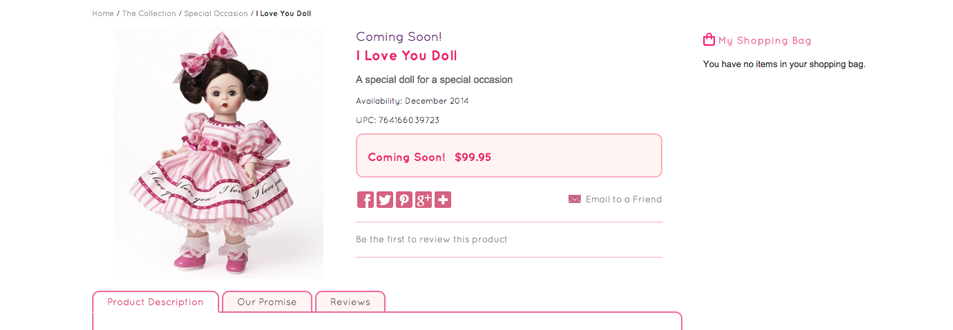 Home / The Collection / Special Occasion / I Love You Doll
Coming Soon!
I Love You Doll
A special doll for a special occasion
Availability: December 2014
UPC: 764166039723
Coming Soon! $99.95
Email to a Friend
Be the first to review this product
My Shopping Bag
You have no items in your shopping bag.
I love you
I love you
I love you
Product Description
Our Promise
Reviews